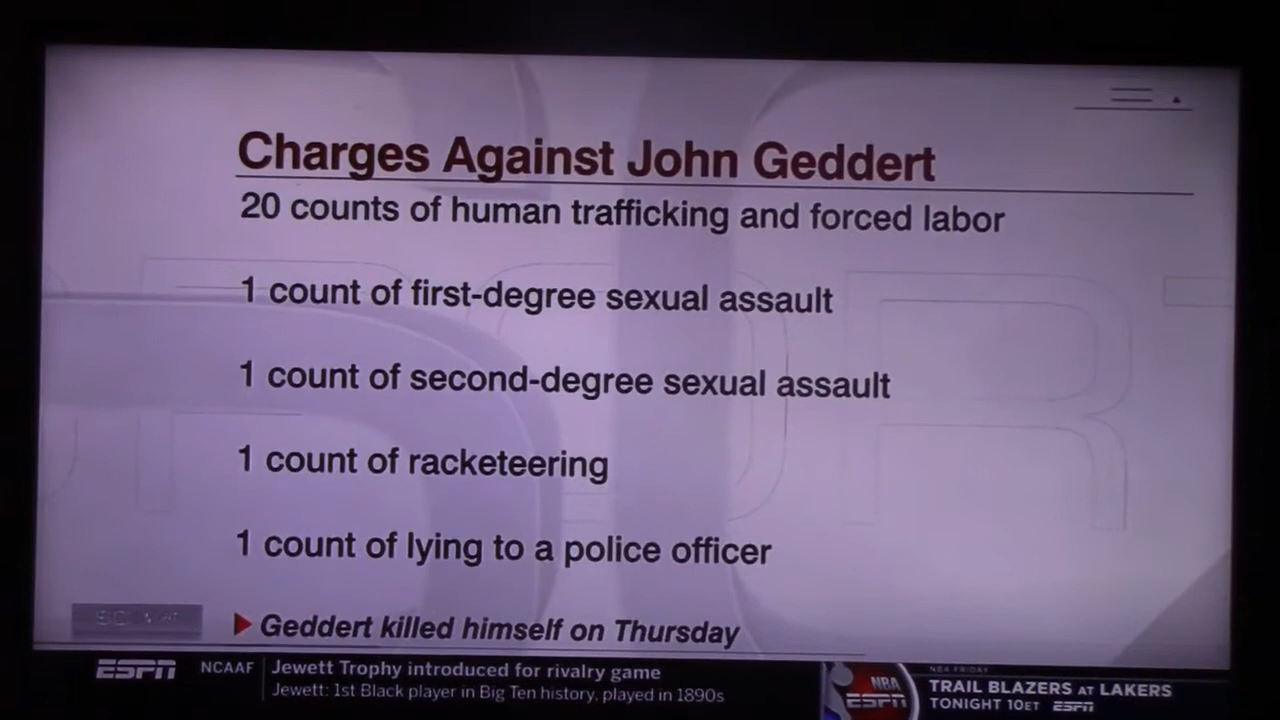 Charges Against John Geddert
20 counts of human trafficking and forced labor
1 count of first-degree sexual assault
1 count of second-degree sexual assault
1 count of racketeering
1 count of lying to a police officer
Geddert killed himself on Thursday
ESPN
NCAAF
Jewett Trophy introduced for rivalry game
Jewett: 1st Black player in Big Ten history, played in 1890s
NBA
ESPN
NBA FRIDAY
TRAIL BLAZERS AT LAKERS
TONIGHT 10ET ESPN